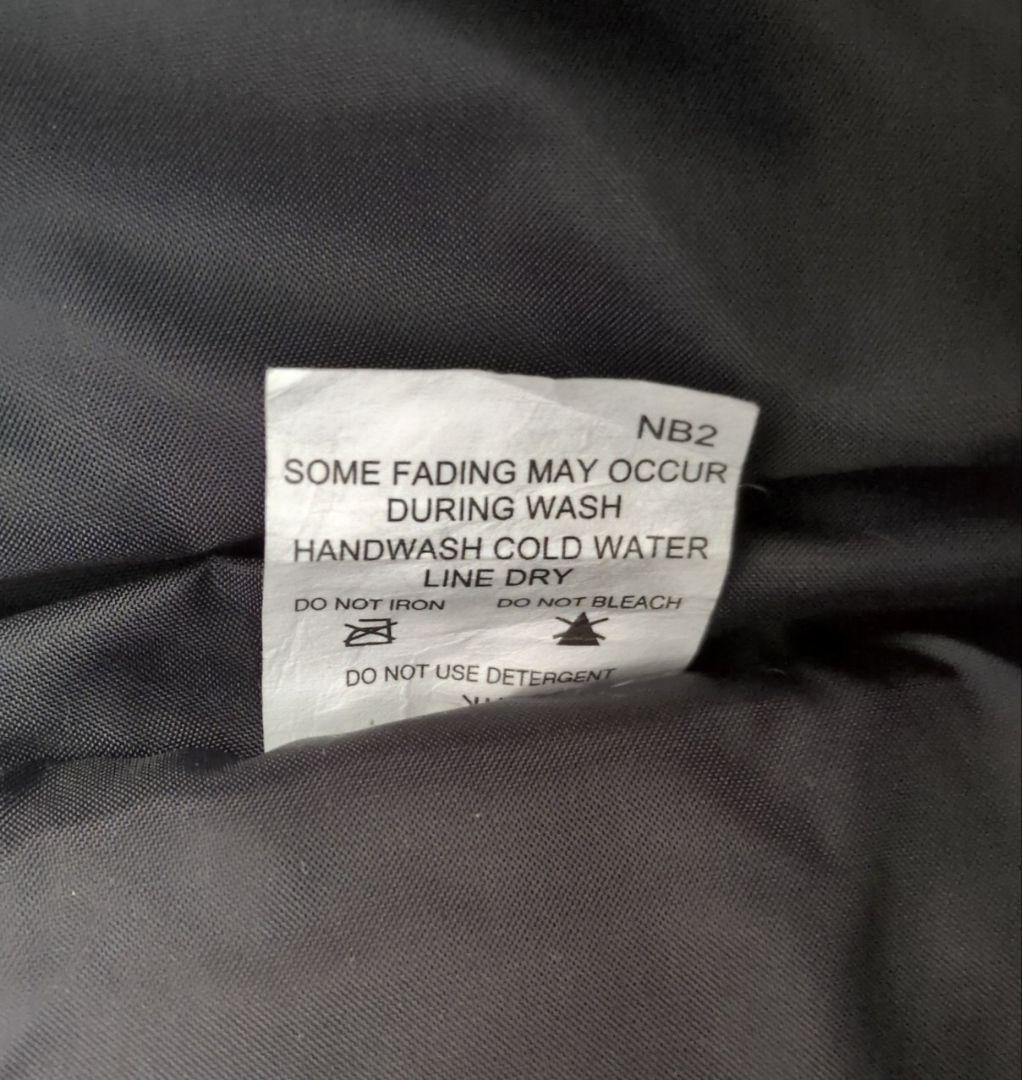 NB2
SOME FADING MAY OCCUR
DURING WASH
HANDWASH COLD WATER
LINE DRY
DO NOT IRON DO NOT BLEACH
DO NOT USE DETERGENT